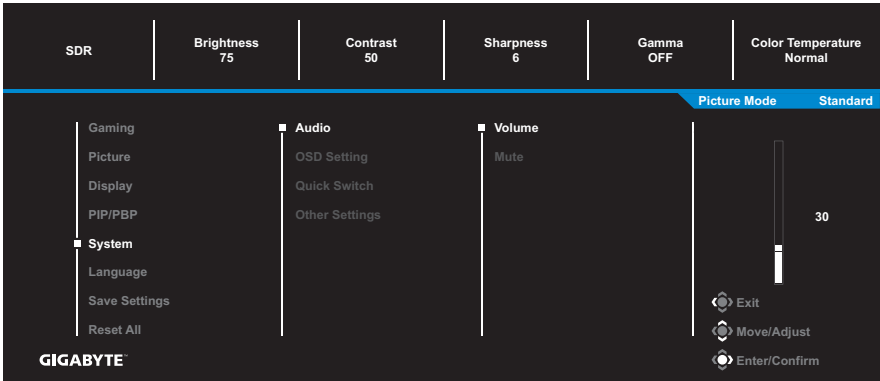 SDR
Brightness
75
Contrast
50
Sharpness
6
Gamma
OFF
Color Temperature
Normal
Picture Mode Standard
Gaming
Picture
Display
PIP/PBP
System
Language
Save Settings
Reset All
Audio
OSD Setting
Quick Switch
Other Settings
Volume
Mute
30
Exit
Move/Adjust
Enter/Confirm
GIGABYTE™